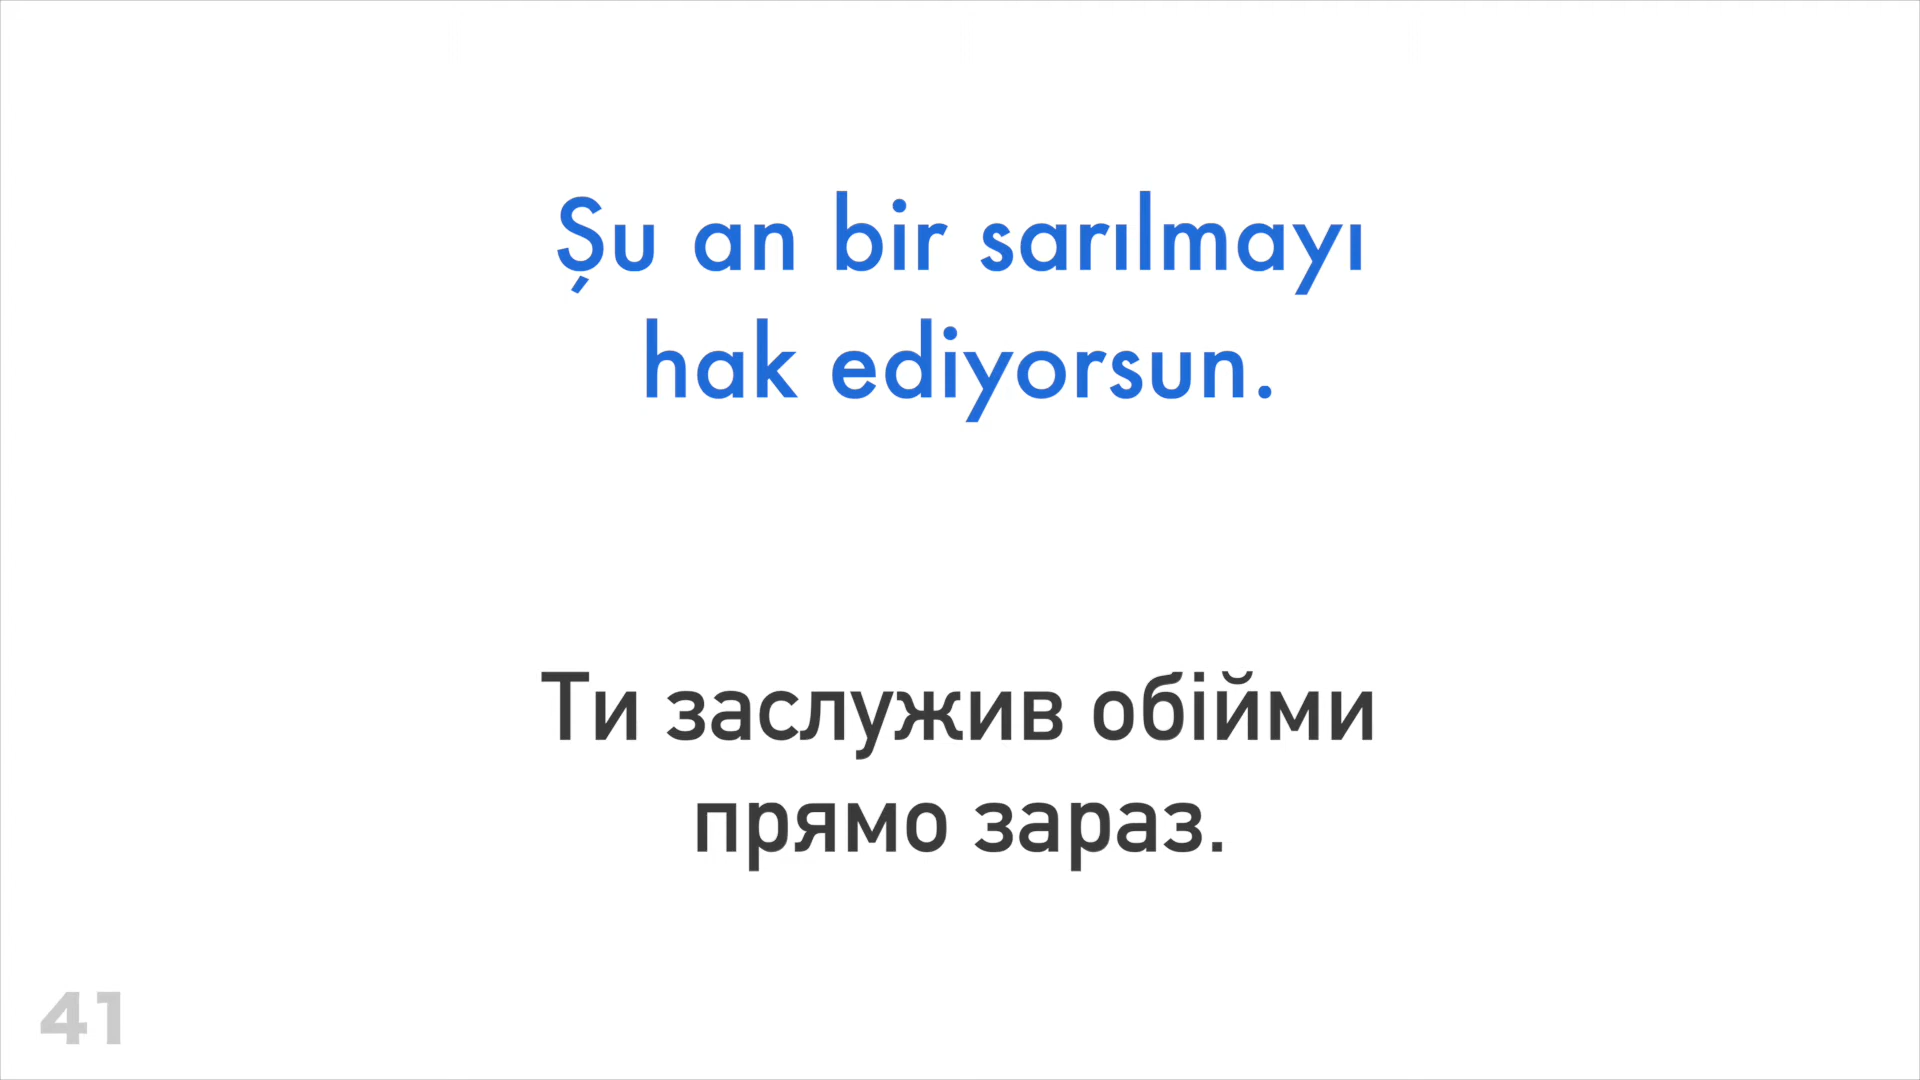 Şu an bir sarılmayı
hak ediyorsun.
Ти заслужив обійми
прямо зараз.
41